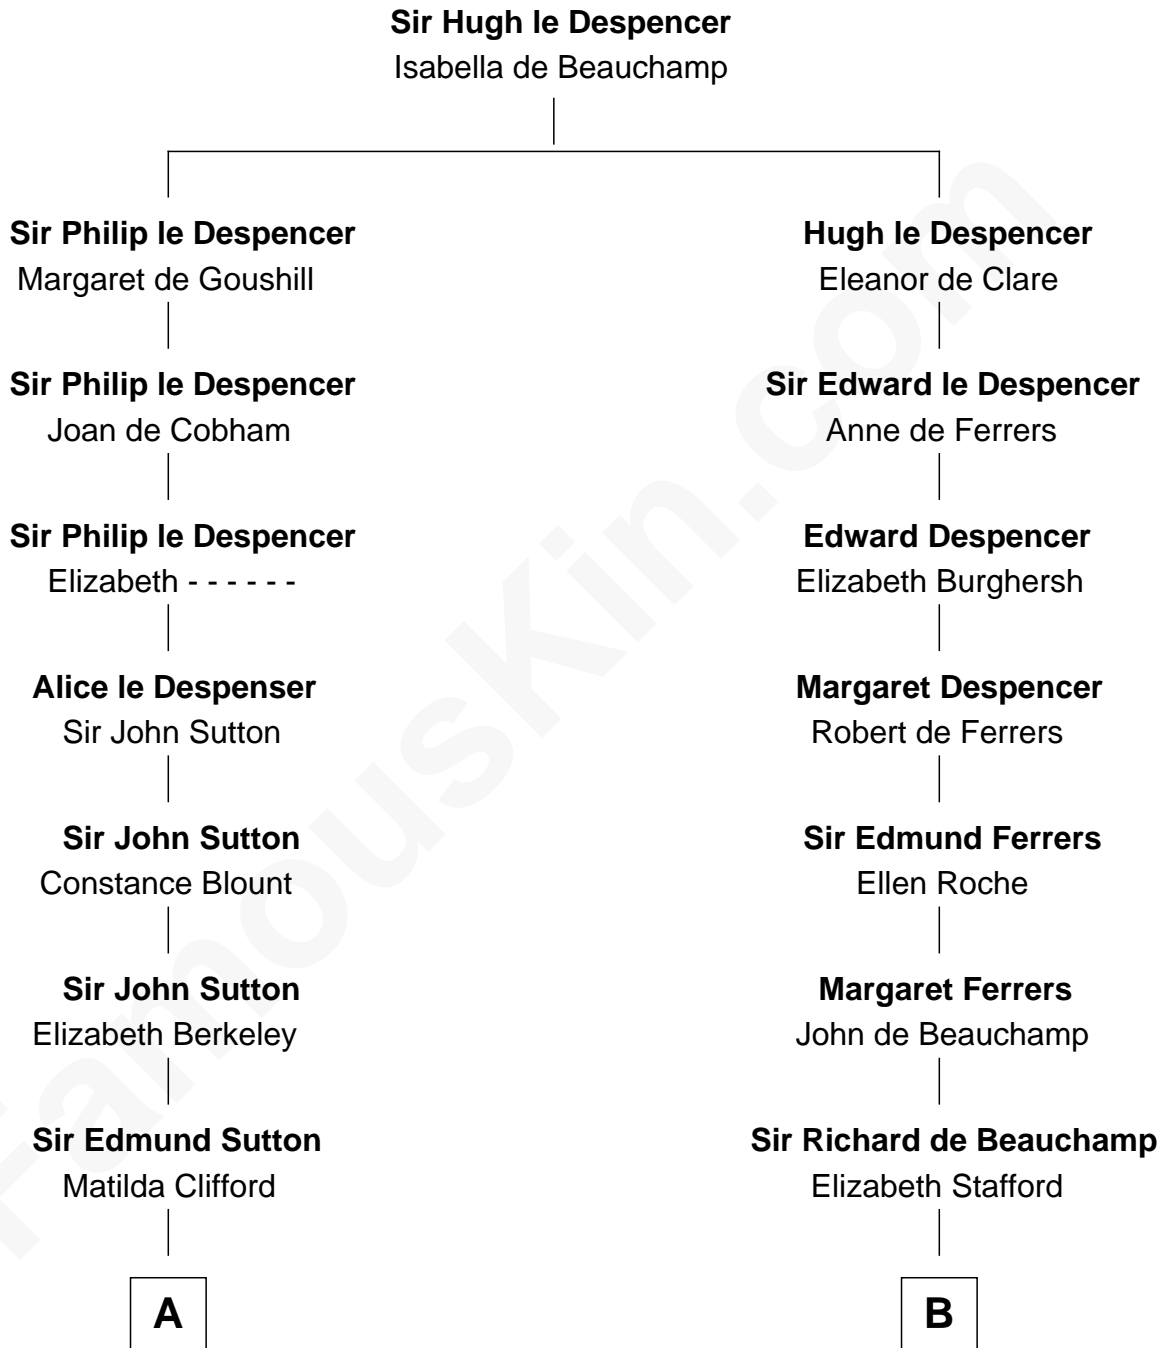 Sir Hugh le Despencer
Isabella de Beauchamp
Sir Philip le Despencer
Margaret de Goushill
Hugh le Despencer
Eleanor de Clare
Sir Philip le Despencer
Joan de Cobham
Sir Edward le Despencer
Anne de Ferrers
Sir Philip le Despencer
Elizabeth - - - - - -
Edward Despencer
Elizabeth Burghersh
Alice le Despenser
Sir John Sutton
Margaret Despencer
Robert de Ferrers
Sir John Sutton
Constance Blount
Sir Edmund Ferrers
Ellen Roche
Sir John Sutton
Elizabeth Berkeley
Margaret Ferrers
John de Beauchamp
Sir Edmund Sutton
Matilda Clifford
Sir Richard de Beauchamp
Elizabeth Stafford
A
B
FamousKin.com